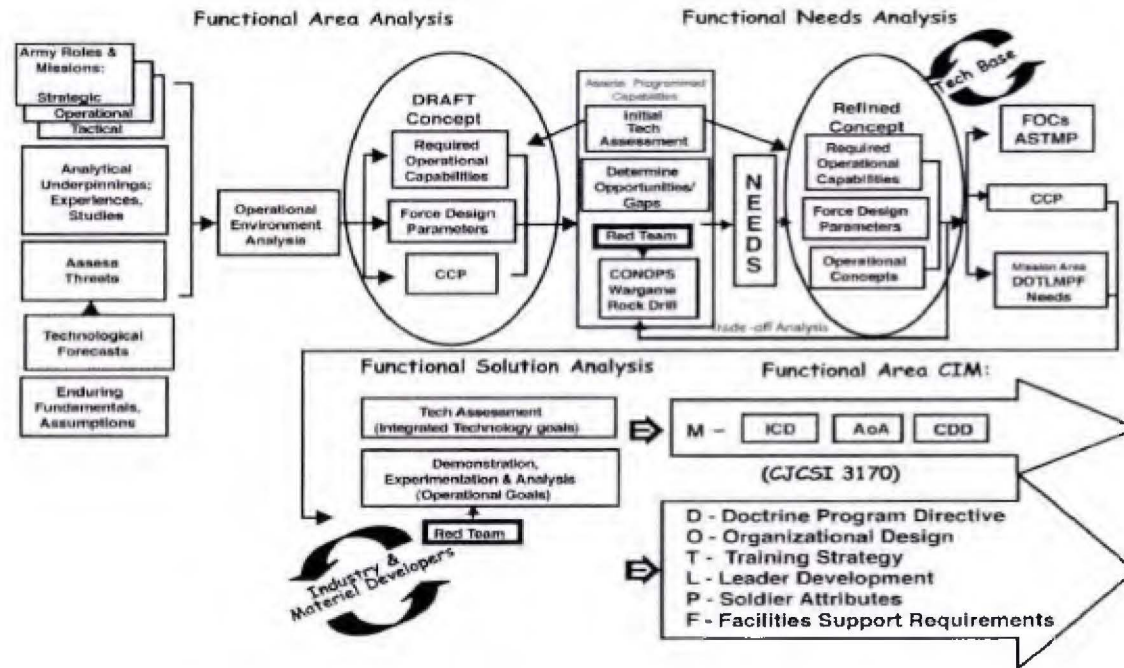 Functional Area Analysis
Functional Needs Analysis
Army Roles &
Missions:
Strategic
Operational
Tactical
Analytical
Underpinnings;
Experiences,
Studies
Assess
Threats
Technological
Forecasts
Enduring
Fundamentals,
Assumptions
Operational
Environment
Analysis
DRAFT
Concept
Required
Operational
Capabilities
Force Design
Parameters
CCP
Assess Programmed
Capabilities
Initial
Tech
Assessment
Determine
Opportunities/
Gaps
Red Team
CONOPS
Wargame
Rock Drill
NEEDS
Refined
Concept
Required
Operational
Capabilities
Force Design
Parameters
Operational
Concepts
Tech Base
FOCs
ASTMP
CCP
Mission Area
DOTLMPF
Needs
Trade-off Analysis
Functional Solution Analysis
Tech Assessment
(Integrated Technology goals)
Demonstration,
Experimentation & Analysis
(Operational Goals)
Red Team
Industry &
Materiel Developers
Functional Area CIM:
M - ICD AoA CDD
(CJCSI 3170)
D - Doctrine Program Directive
O - Organizational Design
T - Training Strategy
L - Leader Development
P - Soldier Attributes
F - Facilities Support Requirements